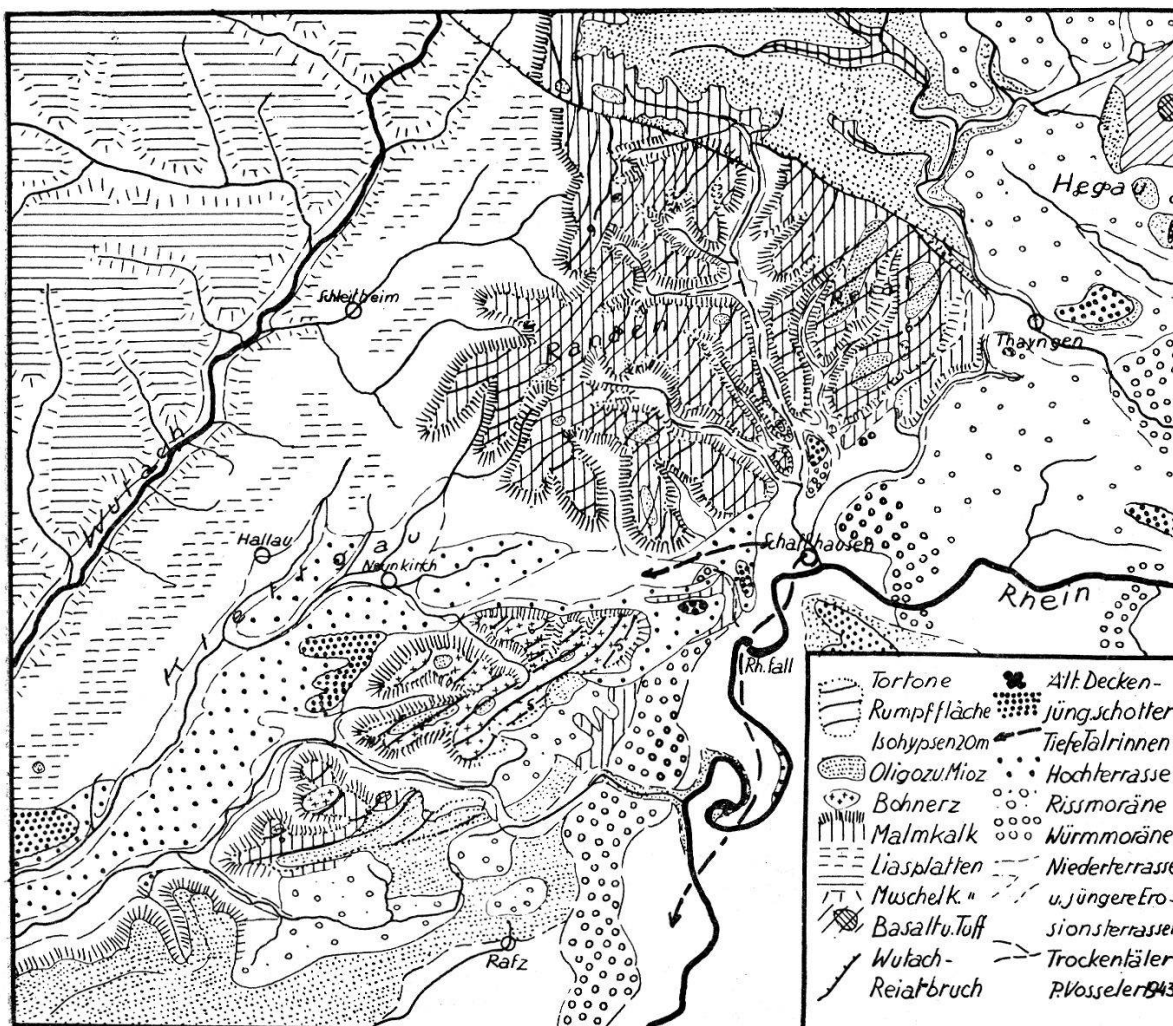 Hegau
Schleitheim
Randen
Reiat
Thayngen
Wutach
Hallau
Klettgau
Neunkirch
Schaffhausen
Rhein
Rh.fall
Rafz
Tortone
Rumpffläche
Isohypsen 20m
Oligoz u. Mioz
Bohnerz
Malmkalk
Liasplatten
Muschelk. "
Basalt u. Tuff
Wutach-
Reiatbruch
Ält. Decken-
jüng. schotter
Tiefe Talrinnen
Hochterrasse
Rissmoräne
Würmmoräne
Niederterrasse
u. jüngere Ero-
sionsterrassen
Trockentäler
P. Vosseler 1943